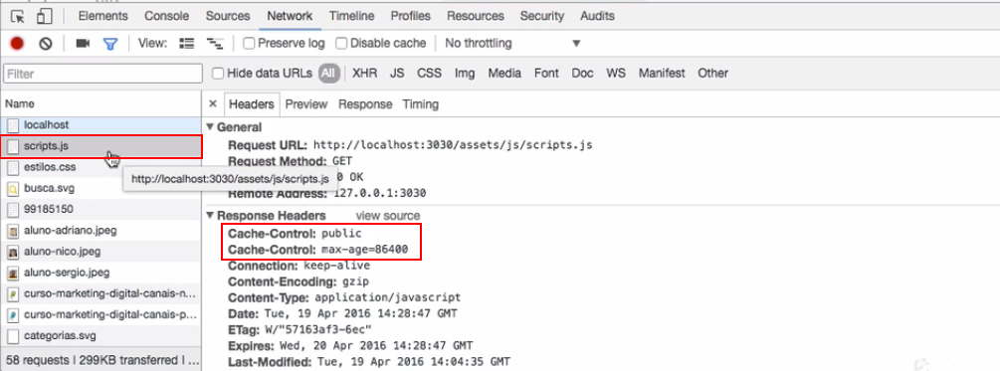 Elements Console Sources Network Timeline Profiles Resources Security Audits
View: Preserve log Disable cache No throttling
Filter Hide data URLs All XHR JS CSS Img Media Font Doc WS Manifest Other
Name
localhost
scripts.js
estilos.css
busca.svg
99185150
aluno-adriano.jpeg
aluno-nico.jpeg
aluno-sergio.jpeg
curso-marketing-digital-canais-n...
curso-marketing-digital-canais-p...
categorias.svg
58 requests | 299KB transferred | ...
http://localhost:3030/assets/js/scripts.js
× Headers Preview Response Timing
General
Request URL: http://localhost:3030/assets/js/scripts.js
Request Method: GET
0 OK
Remote Address: 127.0.0.1:3030
Response Headers view source
Cache-Control: public
Cache-Control: max-age=86400
Connection: keep-alive
Content-Encoding: gzip
Content-Type: application/javascript
Date: Tue, 19 Apr 2016 14:28:47 GMT
ETag: W/"57163af3-6ec"
Expires: Wed, 20 Apr 2016 14:28:47 GMT
Last-Modified: Tue, 19 Apr 2016 14:04:35 GMT